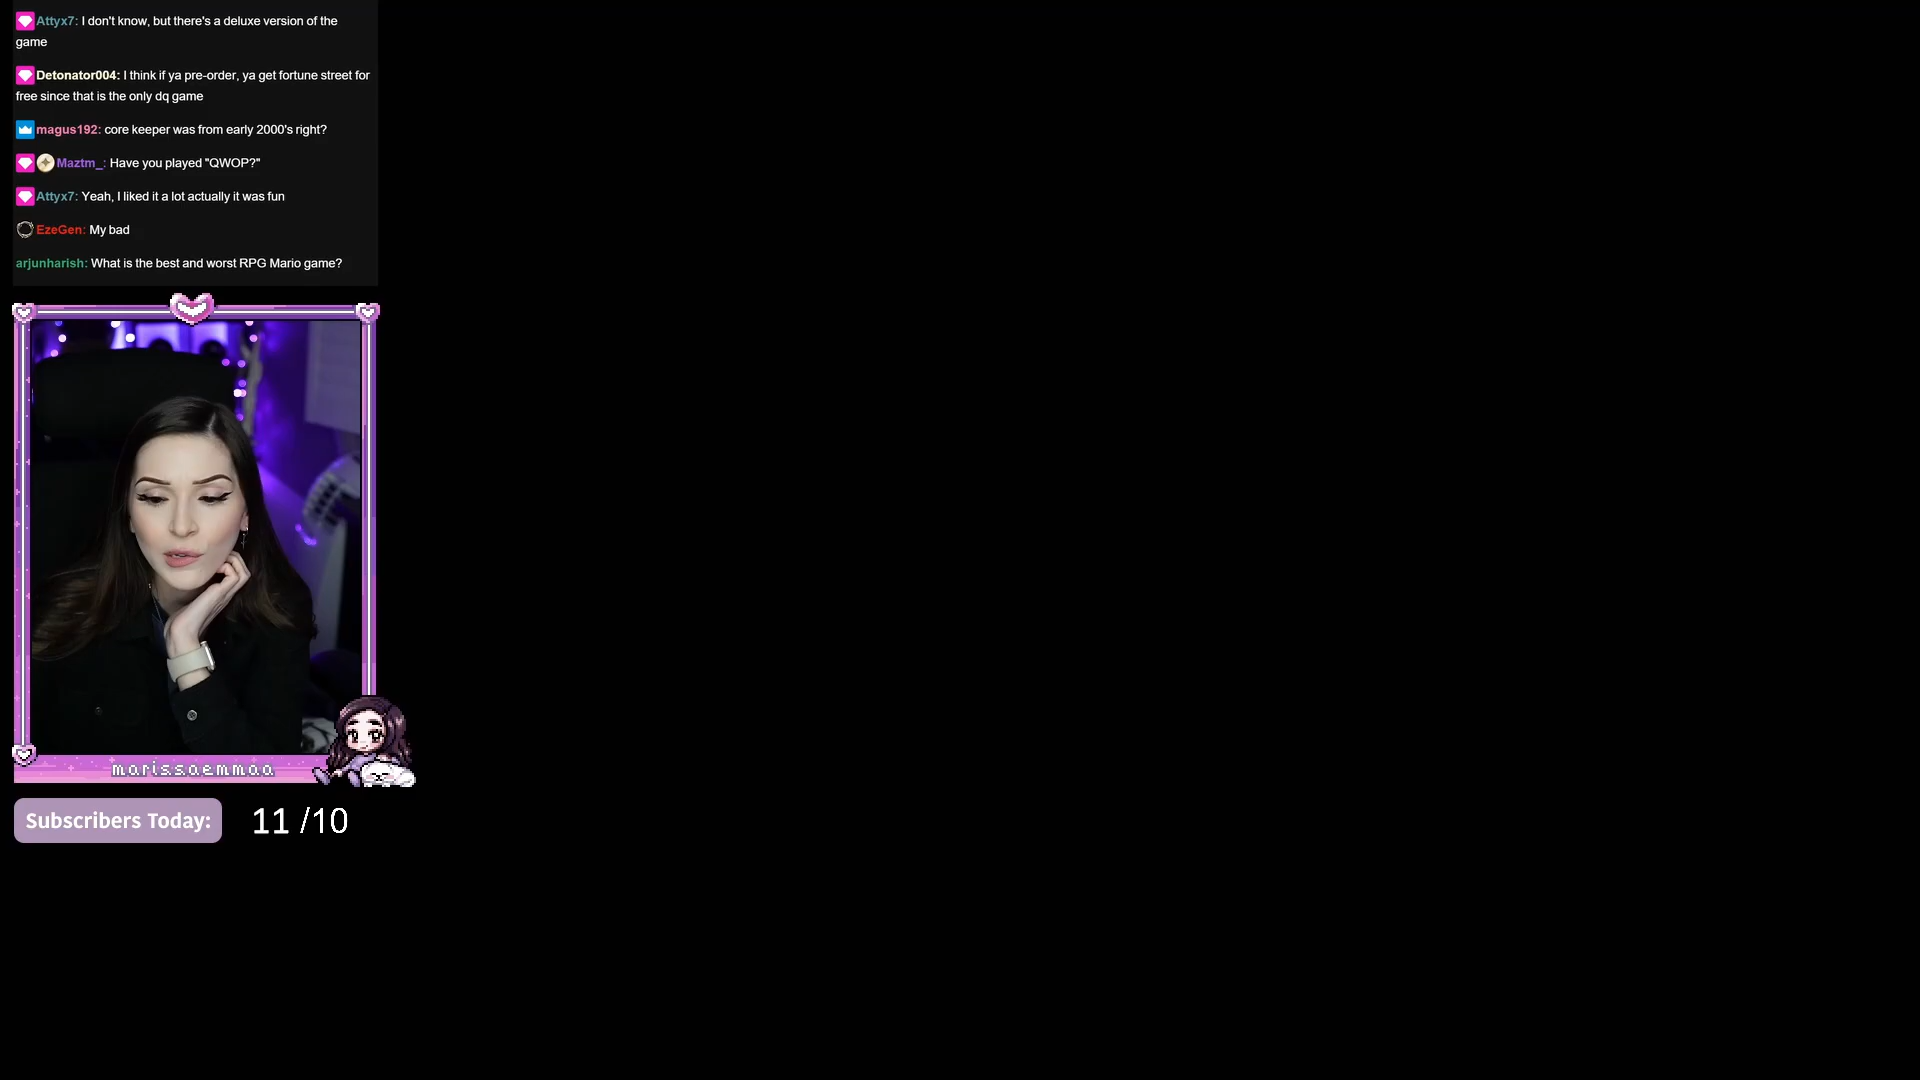 Attyx7: I don't know, but there's a deluxe version of the
game
Detonator004: I think if ya pre-order, ya get fortune street for
free since that is the only dq game
magus192: core keeper was from early 2000's right?
Maztm_: Have you played "QWOP?"
Attyx7: Yeah, I liked it a lot actually it was fun
EzeGen: My bad
arjunharish: What is the best and worst RPG Mario game?
marissaemmaa
Subscribers Today: 11 /10